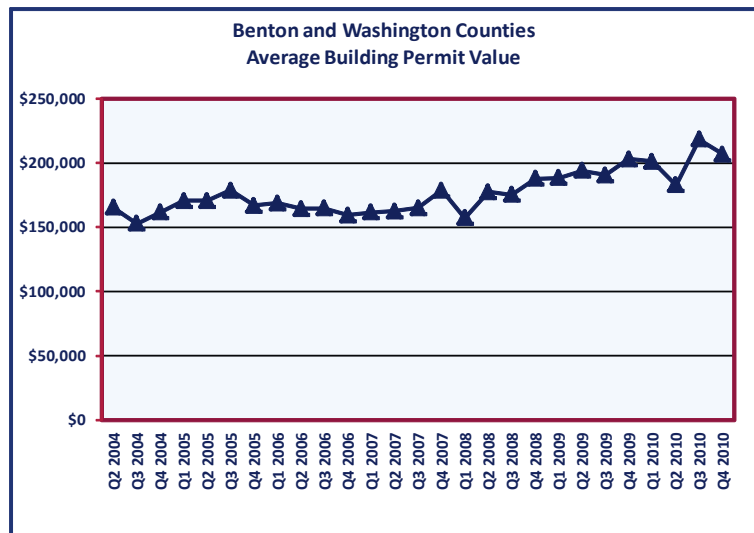 Benton and Washington Counties
Average Building Permit Value
$250,000
$200,000
$150,000
$100,000
$50,000
$0
Q2 2004
Q3 2004
Q4 2004
Q1 2005
Q2 2005
Q3 2005
Q4 2005
Q1 2006
Q2 2006
Q3 2006
Q4 2006
Q1 2007
Q2 2007
Q3 2007
Q4 2007
Q1 2008
Q2 2008
Q3 2008
Q4 2008
Q1 2009
Q2 2009
Q3 2009
Q4 2009
Q1 2010
Q2 2010
Q3 2010
Q4 2010